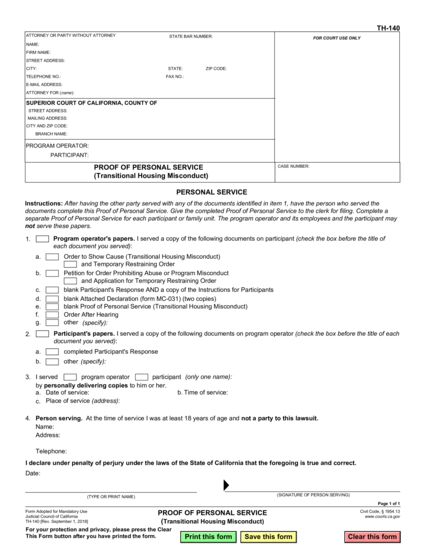 TH-140
ATTORNEY OR PARTY WITHOUT ATTORNEY STATE BAR NUMBER:
FOR COURT USE ONLY
NAME:
FIRM NAME:
STREET ADDRESS:
CITY: STATE: ZIP CODE:
TELEPHONE NO.: FAX NO.:
E-MAIL ADDRESS:
ATTORNEY FOR (name):
SUPERIOR COURT OF CALIFORNIA, COUNTY OF
STREET ADDRESS:
MAILING ADDRESS:
CITY AND ZIP CODE:
BRANCH NAME:
PROGRAM OPERATOR:
PARTICIPANT:
PROOF OF PERSONAL SERVICE
(Transitional Housing Misconduct)
CASE NUMBER:
PERSONAL SERVICE
Instructions: After having the other party served with any of the documents identified in item 1, have the person who served the
documents complete this Proof of Personal Service. Give the completed Proof of Personal Service to the clerk for filing. Complete a
separate Proof of Personal Service for each participant or family unit. The program operator and its employees and the participant may
not serve these papers.
1. Program operator's papers. I served a copy of the following documents on participant (check the box before the title of
each document you served):
a. Order to Show Cause (Transitional Housing Misconduct)
and Temporary Restraining Order
b. Petition for Order Prohibiting Abuse or Program Misconduct
and Application for Temporary Restraining Order
c. blank Participant's Response AND a copy of the Instructions for Participants
d. blank Attached Declaration (form MC-031) (two copies)
e. blank Proof of Personal Service (Transitional Housing Misconduct)
f. Order After Hearing
g. other (specify):
2. Participant's papers. I served a copy of the following documents on program operator (check the box before the title of each
document you served):
a. completed Participant's Response
b. other (specify):
3. I served program operator participant (only one name):
by personally delivering copies to him or her.
a. Date of service: b. Time of service:
c. Place of service (address):
4. Person serving. At the time of service I was at least 18 years of age and not a party to this lawsuit.
Name:
Address:
Telephone:
I declare under penalty of perjury under the laws of the State of California that the foregoing is true and correct.
Date:
(TYPE OR PRINT NAME) (SIGNATURE OF PERSON SERVING)
Page 1 of 1
Form Adopted for Mandatory Use
Judicial Council of California
TH-140 [Rev. September 1, 2018]
PROOF OF PERSONAL SERVICE
(Transitional Housing Misconduct)
Civil Code, § 1954.13
www.courts.ca.gov
For your protection and privacy, please press the Clear
This Form button after you have printed the form.
Print this form Save this form Clear this form